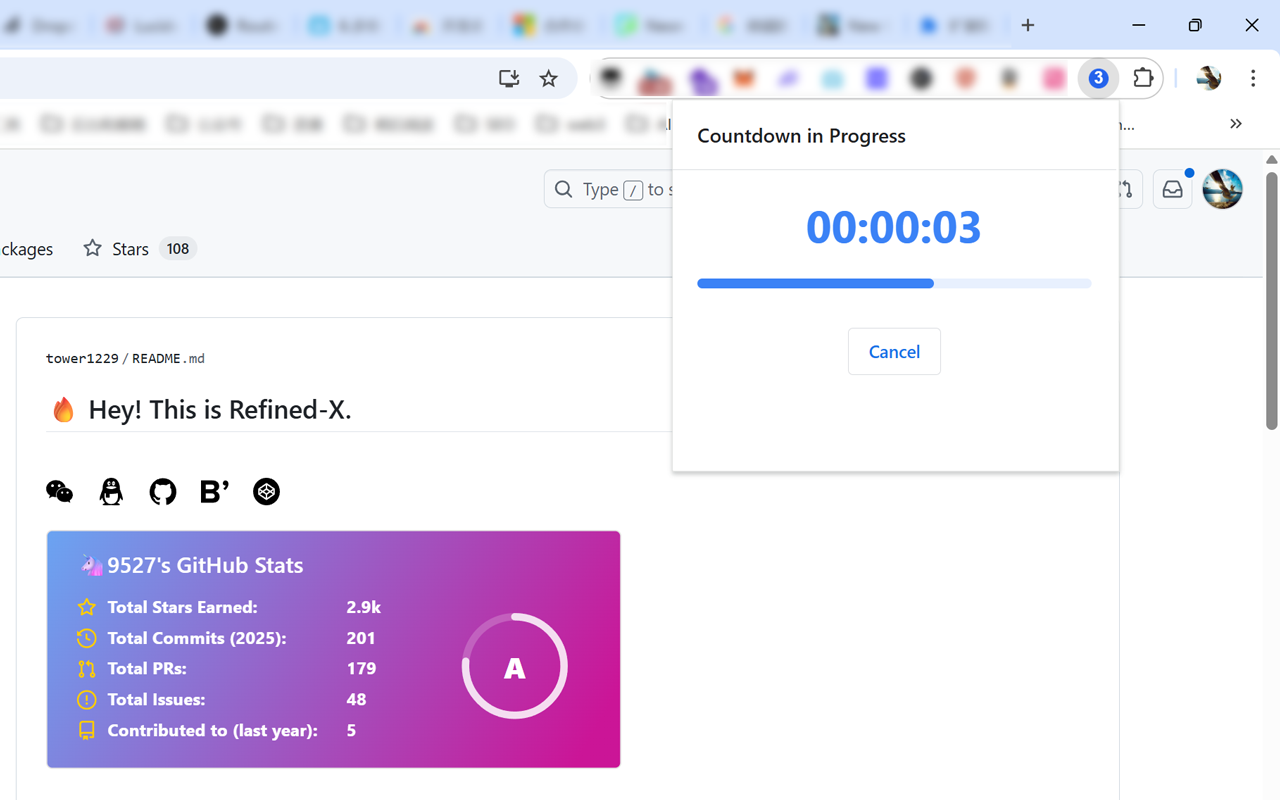 3
n...
Type / to s
Countdown in Progress
00:00:03
Cancel
ckages
Stars
108
tower1229/README.md
Hey! This is Refined-X.
B’
9527's GitHub Stats
Total Stars Earned: 2.9k
Total Commits (2025): 201
Total PRs: 179
Total Issues: 48
Contributed to (last year): 5
A